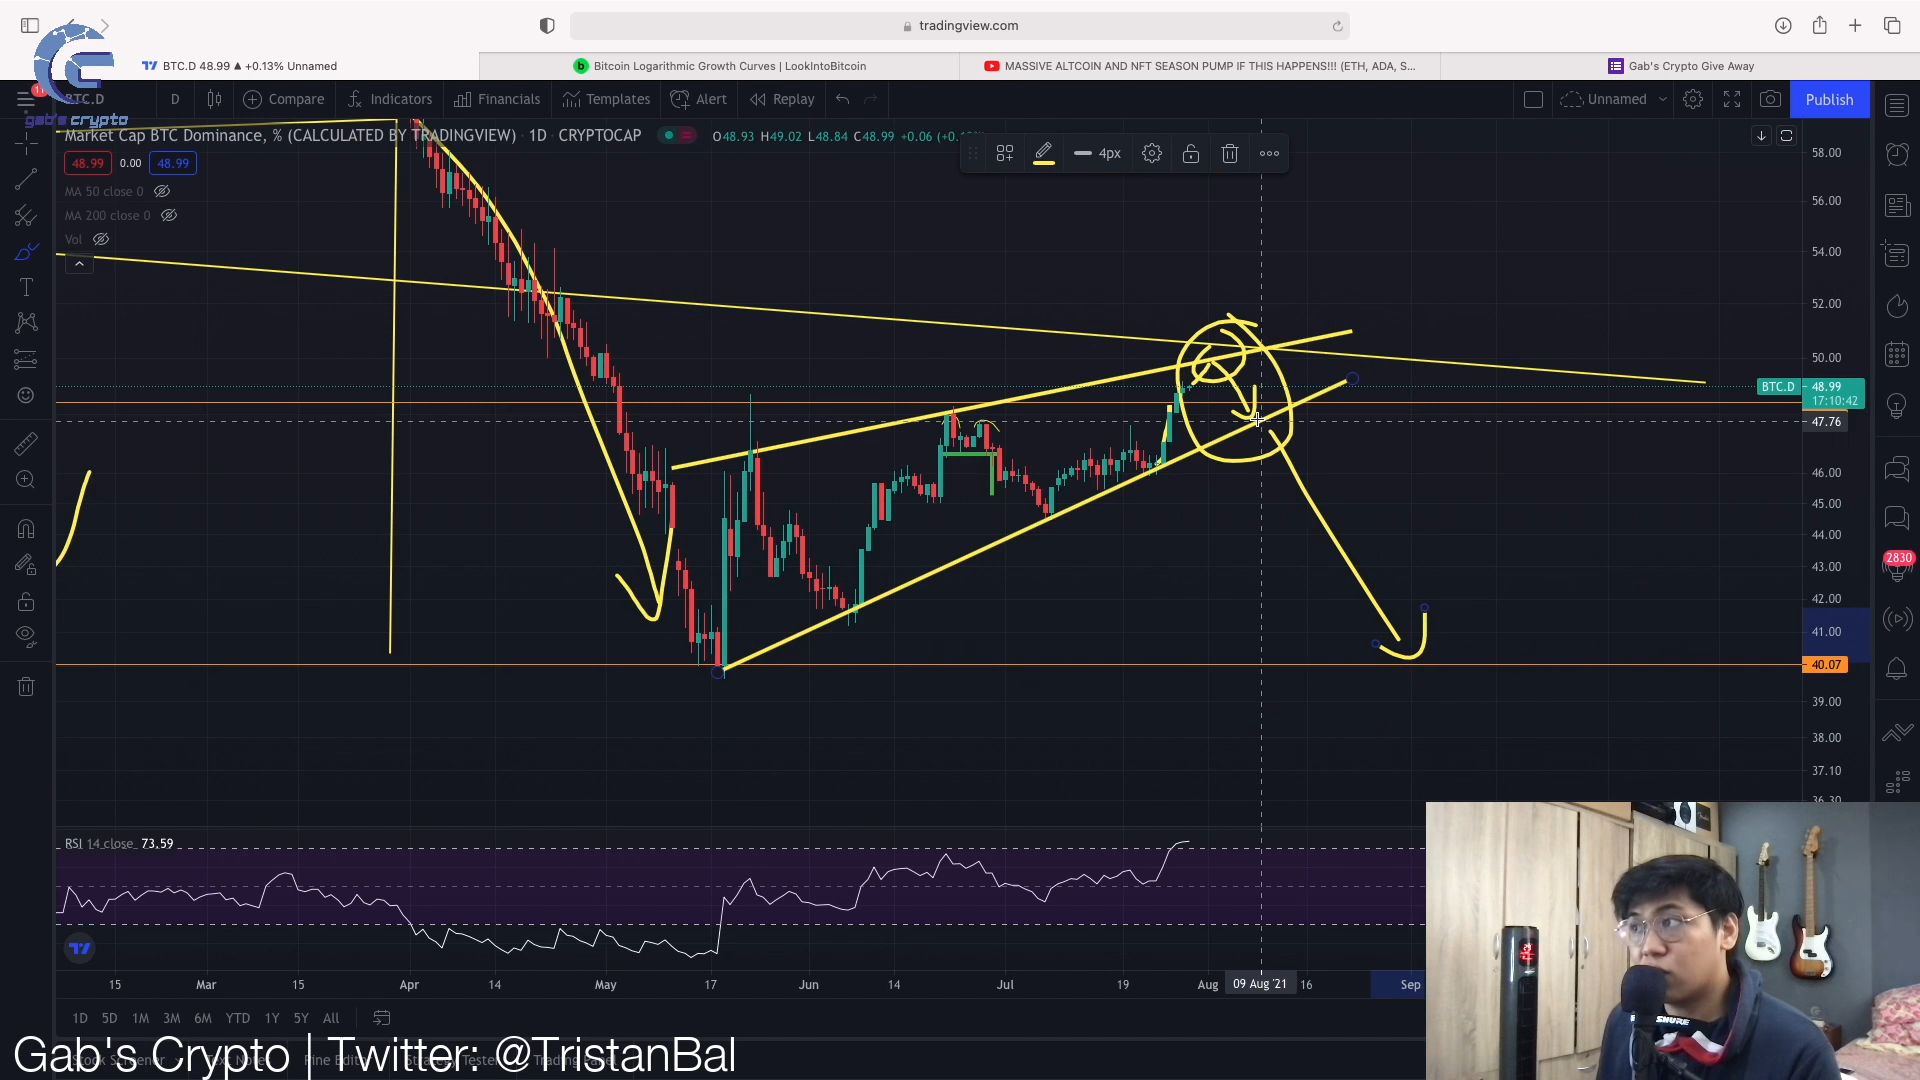 tradingview.com
BTC.D 48.99 ▲ +0.13% Unnamed
Bitcoin Logarithmic Growth Curves | LookIntoBitcoin
MASSIVE ALTCOIN AND NFT SEASON PUMP IF THIS HAPPENS!!! (ETH, ADA, S...
Gab's Crypto Give Away
BTC.D
D
Compare
Indicators
Financials
Templates
Alert
Replay
Unnamed
Publish
gab's crypto
Market Cap BTC Dominance, % (CALCULATED BY TRADINGVIEW) 1D CRYPTOCAP
O48.93 H49.02 L48.84 C48.99 +0.06
48.99 0.00 48.99
4px
MA 50 close 0
MA 200 close 0
Vol
58.00
56.00
54.00
52.00
50.00
BTC.D 48.99
17:10:42
47.76
46.00
45.00
44.00
43.00
42.00
41.00
40.07
39.00
38.00
37.10
36.30
2830
RSI 14 close 73.59
15 Mar 15 Apr 14 May 17 Jun 14 Jul 19 Aug 09 Aug '21 16 Sep
1D 5D 1M 3M 6M YTD 1Y 5Y All
Gab's Crypto | Twitter: @TristanBal
SHURE